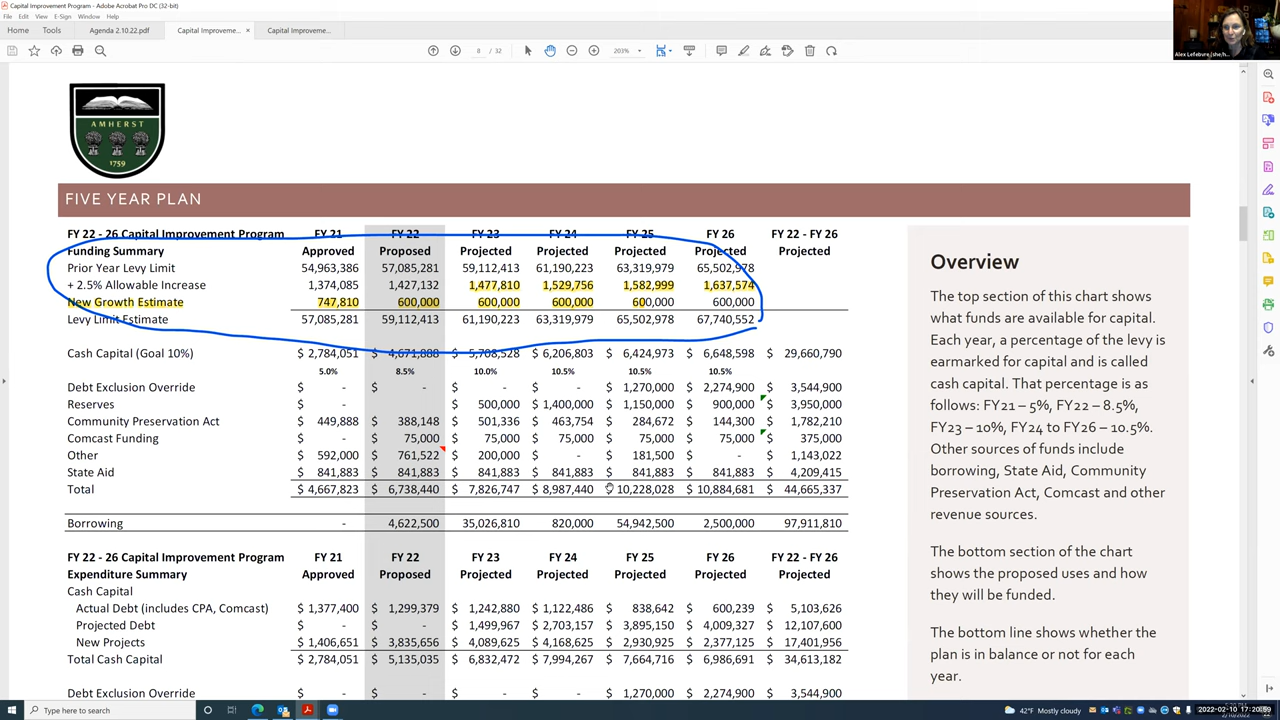 Capital Improvement Program - Adobe Acrobat Pro DC (32-bit)
File Edit View E-Sign Window Help
Home Tools Agenda 2.10.22.pdf Capital Improveme... × Capital Improveme...
8 / 32 203%
Alex Lefebvre (she/h...
AMHERST
1759
FIVE YEAR PLAN
FY 22 - 26 Capital Improvement Program FY 21 FY 22 FY 23 FY 24 FY 25 FY 26 FY 22 - FY 26
Funding Summary Approved Proposed Projected Projected Projected Projected Projected
Prior Year Levy Limit 54,963,386 57,085,281 59,112,413 61,190,223 63,319,979 65,502,978
+ 2.5% Allowable Increase 1,374,085 1,427,132 1,477,810 1,529,756 1,582,999 1,637,574
New Growth Estimate 747,810 600,000 600,000 600,000 600,000 600,000
Levy Limit Estimate 57,085,281 59,112,413 61,190,223 63,319,979 65,502,978 67,740,552
Cash Capital (Goal 10%) $ 2,784,051 $ 4,671,888 $ 5,708,528 $ 6,206,803 $ 6,424,973 $ 6,648,598 $ 29,660,790
5.0% 8.5% 10.0% 10.5% 10.5% 10.5%
Debt Exclusion Override $ - $ - $ - $ - $ 1,270,000 $ 2,274,900 $ 3,544,900
Reserves $ - $ 500,000 $ 1,400,000 $ 1,150,000 $ 900,000 $ 3,950,000
Community Preservation Act $ 449,888 $ 388,148 $ 501,336 $ 463,754 $ 284,672 $ 144,300 $ 1,782,210
Comcast Funding $ - $ 75,000 $ 75,000 $ 75,000 $ 75,000 $ 75,000 $ 375,000
Other $ 592,000 $ 761,522 $ 200,000 $ - $ 181,500 $ - $ 1,143,022
State Aid $ 841,883 $ 841,883 $ 841,883 $ 841,883 $ 841,883 $ 841,883 $ 4,209,415
Total $ 4,667,823 $ 6,738,440 $ 7,826,747 $ 8,987,440 $ 10,228,028 $ 10,884,681 $ 44,665,337
Borrowing - 4,622,500 35,026,810 820,000 54,942,500 2,500,000 97,911,810
FY 22 - 26 Capital Improvement Program FY 21 FY 22 FY 23 FY 24 FY 25 FY 26 FY 22 - FY 26
Expenditure Summary Approved Proposed Projected Projected Projected Projected Projected
Cash Capital
Actual Debt (includes CPA, Comcast) $ 1,377,400 $ 1,299,379 $ 1,242,880 $ 1,122,486 $ 838,642 $ 600,239 $ 5,103,626
Projected Debt $ - $ - $ 1,499,967 $ 2,703,157 $ 3,895,150 $ 4,009,327 $ 12,107,600
New Projects $ 1,406,651 $ 3,835,656 $ 4,089,625 $ 4,168,625 $ 2,930,925 $ 2,377,125 $ 17,401,956
Total Cash Capital $ 2,784,051 $ 5,135,035 $ 6,832,472 $ 7,994,267 $ 7,664,716 $ 6,986,691 $ 34,613,182
Debt Exclusion Override $ - $ - $ - $ - $ 1,270,000 $ 2,274,900 $ 3,544,900
Overview
The top section of this chart shows
what funds are available for capital.
Each year, a percentage of the levy is
earmarked for capital and is called
cash capital. That percentage is as
follows: FY21 – 5%, FY22 – 8.5%,
FY23 – 10%, FY24 to FY26 – 10.5%.
Other sources of funds include
borrowing, State Aid, Community
Preservation Act, Comcast and other
revenue sources.
The bottom section of the chart
shows the proposed uses and how
they will be funded.
The bottom line shows whether the
plan is in balance or not for each
year.
Type here to search
42°F Mostly cloudy
2022-02-10 17:20:59